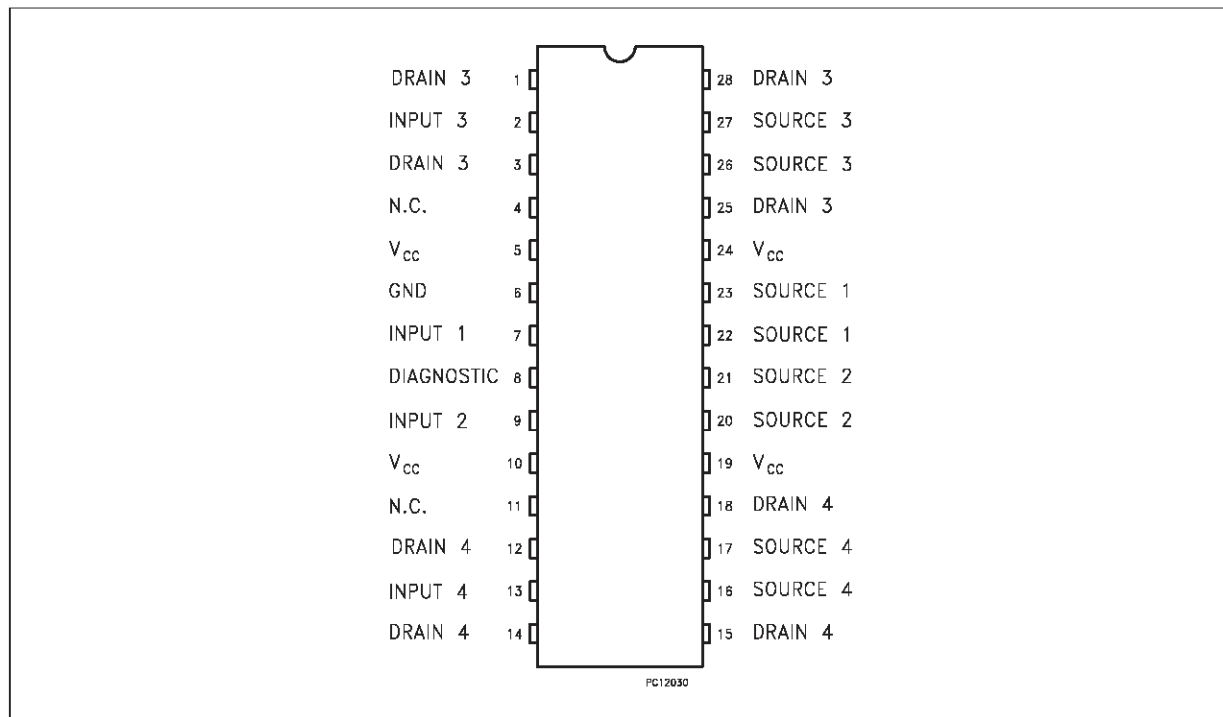 DRAIN 3 1 28 DRAIN 3
INPUT 3 2 27 SOURCE 3
DRAIN 3 3 26 SOURCE 3
N.C. 4 25 DRAIN 3
VCC 5 24 VCC
GND 6 23 SOURCE 1
INPUT 1 7 22 SOURCE 1
DIAGNOSTIC 8 21 SOURCE 2
INPUT 2 9 20 SOURCE 2
VCC 10 19 VCC
N.C. 11 18 DRAIN 4
DRAIN 4 12 17 SOURCE 4
INPUT 4 13 16 SOURCE 4
DRAIN 4 14 15 DRAIN 4
PC12030